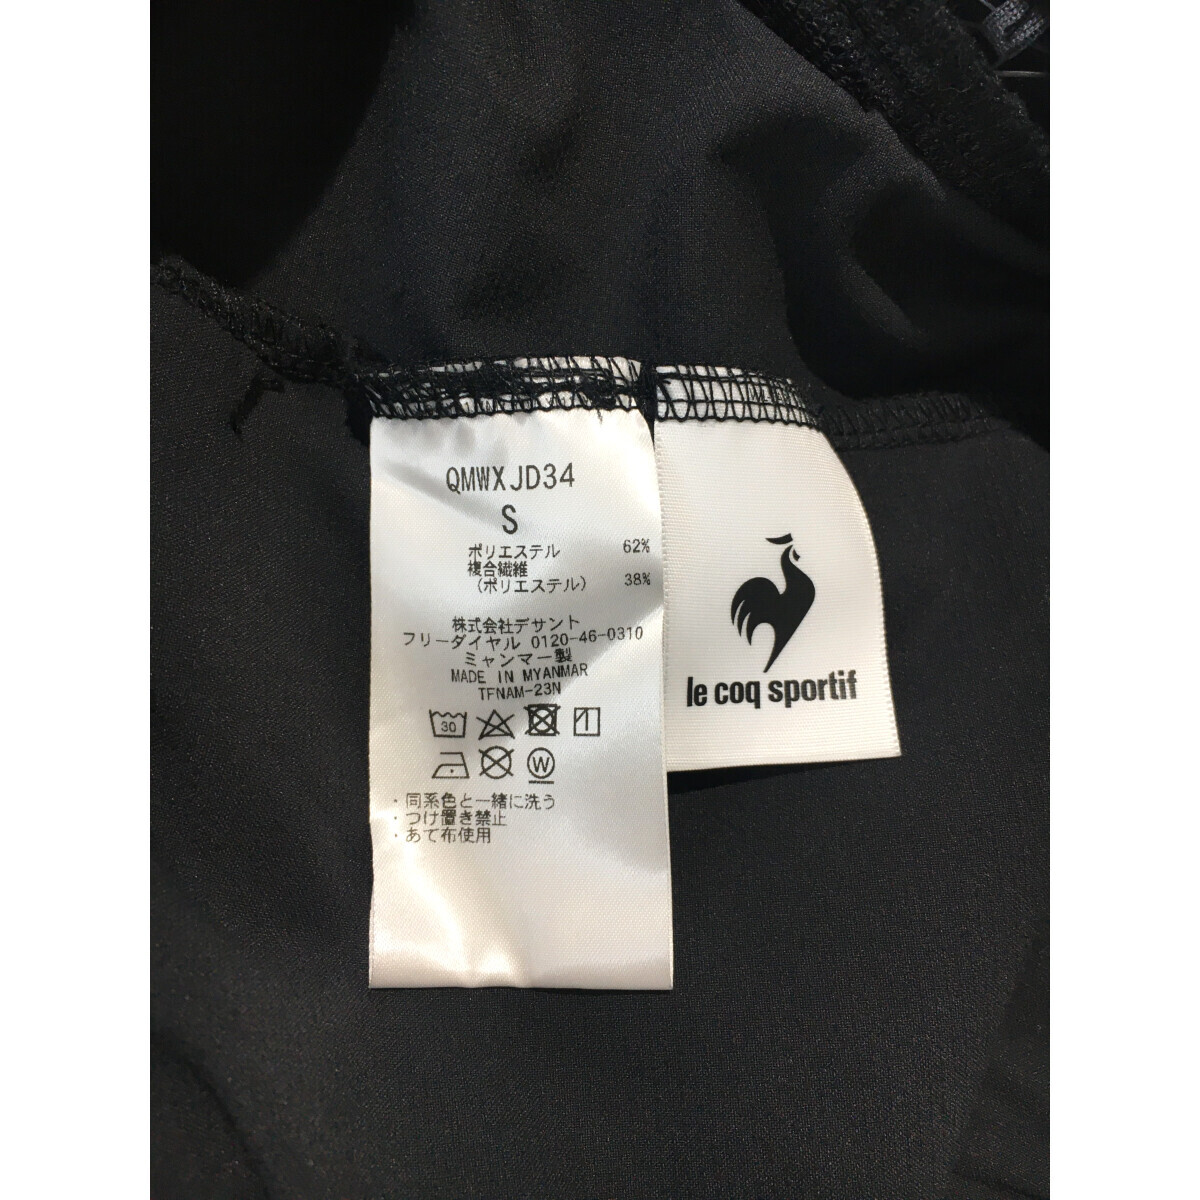 QMWXJD34
S
ポリエステル 62%
複合繊維
(ポリエステル) 38%
株式会社デサント
フリーダイヤル 0120-46-0310
ミャンマー製
MADE IN MYANMAR
TFNAM-23N
30
W
・同系色と一緒に洗う
・つけ置き禁止
・あて布使用
le coq sportif